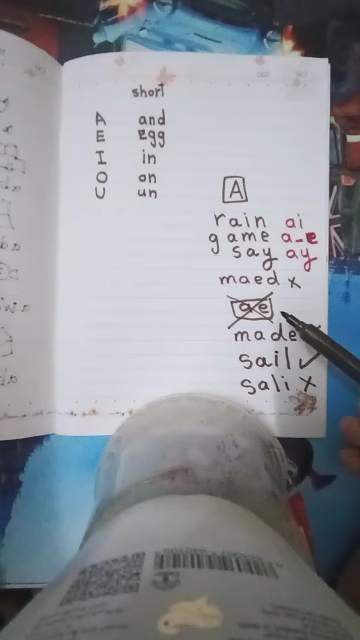 short
A and
E egg
I in
O on
U un
A
rain ai
game a-e
say ay
maed x
ae
made
sail ✓
sali x